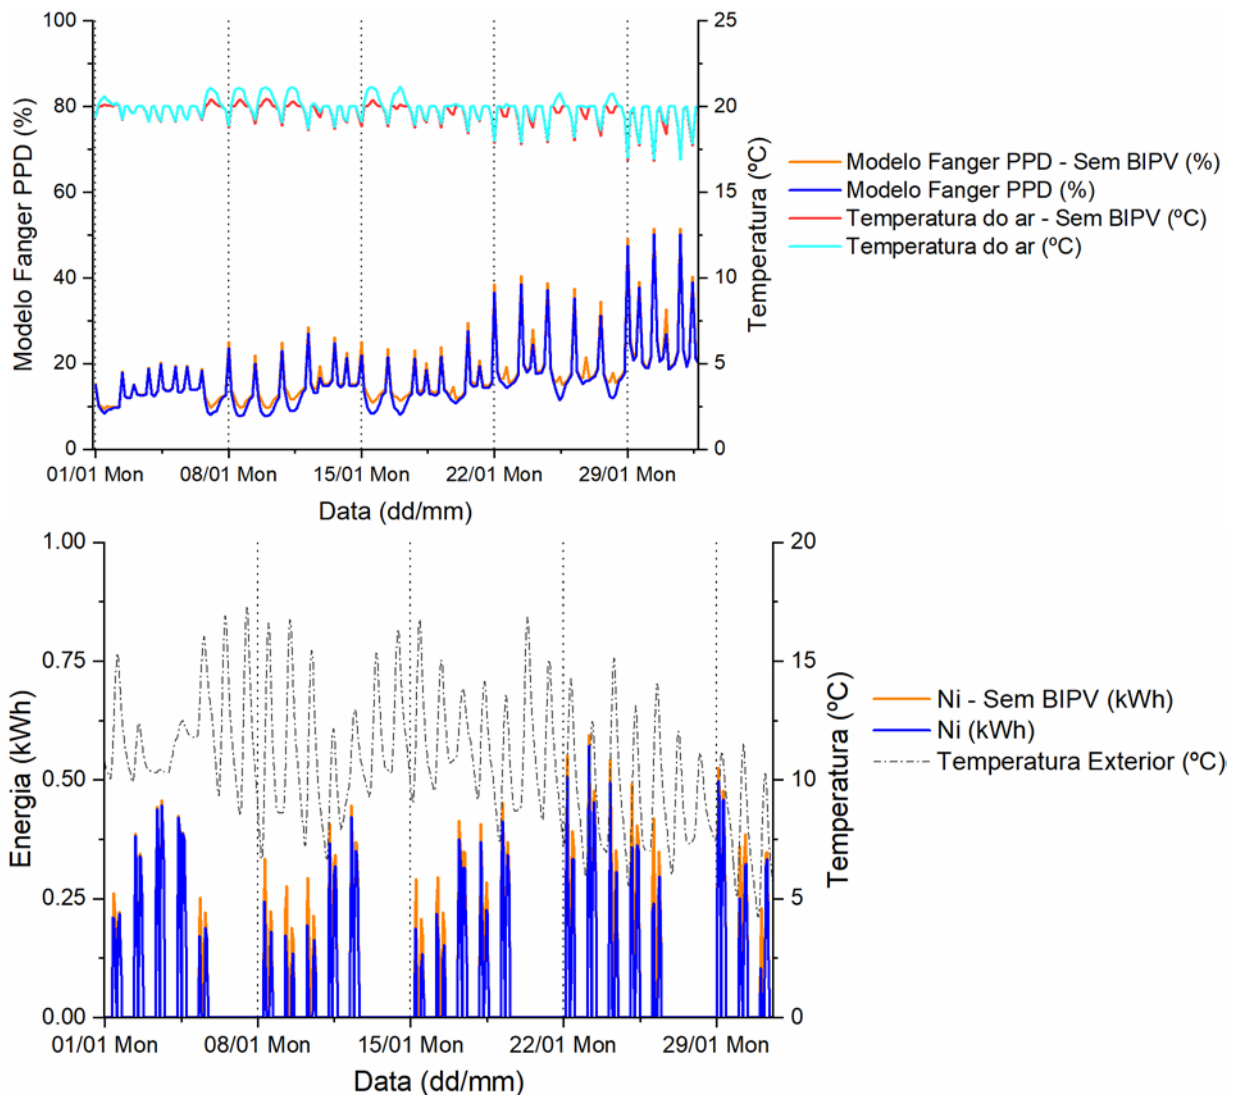 100
80
60
40
20
0
Modelo Fanger PPD (%)
25
20
15
10
5
0
Temperatura (ºC)
Modelo Fanger PPD - Sem BIPV (%)
Modelo Fanger PPD (%)
Temperatura do ar - Sem BIPV (ºC)
Temperatura do ar (ºC)
01/01 Mon 08/01 Mon 15/01 Mon 22/01 Mon 29/01 Mon
Data (dd/mm)
1.00
0.75
0.50
0.25
0.00
Energia (kWh)
20
15
10
5
0
Temperatura (ºC)
Ni - Sem BIPV (kWh)
Ni (kWh)
Temperatura Exterior (ºC)
01/01 Mon 08/01 Mon 15/01 Mon 22/01 Mon 29/01 Mon
Data (dd/mm)